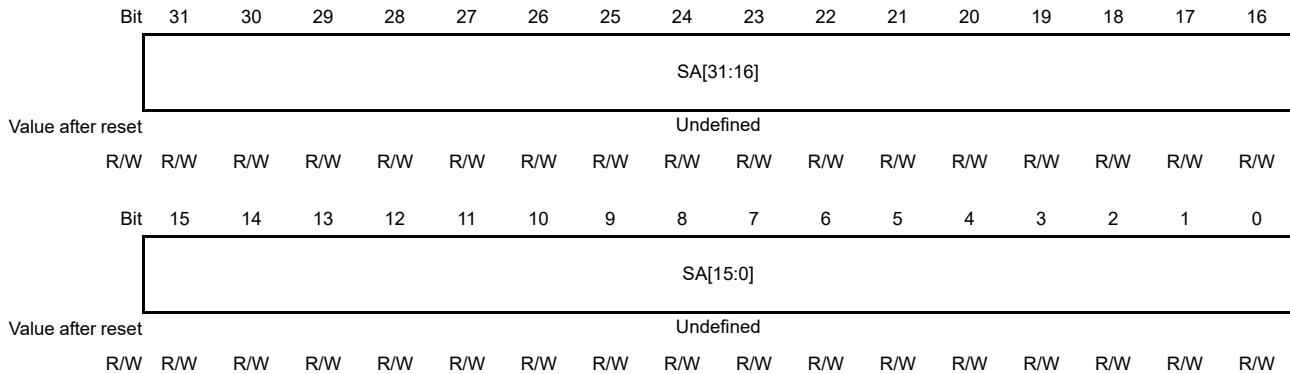 Bit 31 30 29 28 27 26 25 24 23 22 21 20 19 18 17 16
SA[31:16]
Value after reset Undefined
R/W R/W R/W R/W R/W R/W R/W R/W R/W R/W R/W R/W R/W R/W R/W R/W R/W
Bit 15 14 13 12 11 10 9 8 7 6 5 4 3 2 1 0
SA[15:0]
Value after reset Undefined
R/W R/W R/W R/W R/W R/W R/W R/W R/W R/W R/W R/W R/W R/W R/W R/W R/W